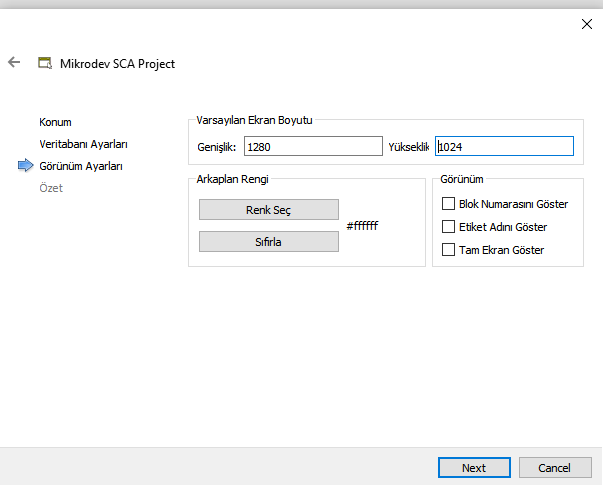 Mikrodev SCA Project
Konum
Veritabanı Ayarları
Görünüm Ayarları
Özet
Varsayılan Ekran Boyutu
Genişlik: 1280 Yükseklik 1024
Arkaplan Rengi
Renk Seç
Sıfırla
#ffffff
Görünüm
Blok Numarasını Göster
Etiket Adını Göster
Tam Ekran Göster
Next Cancel